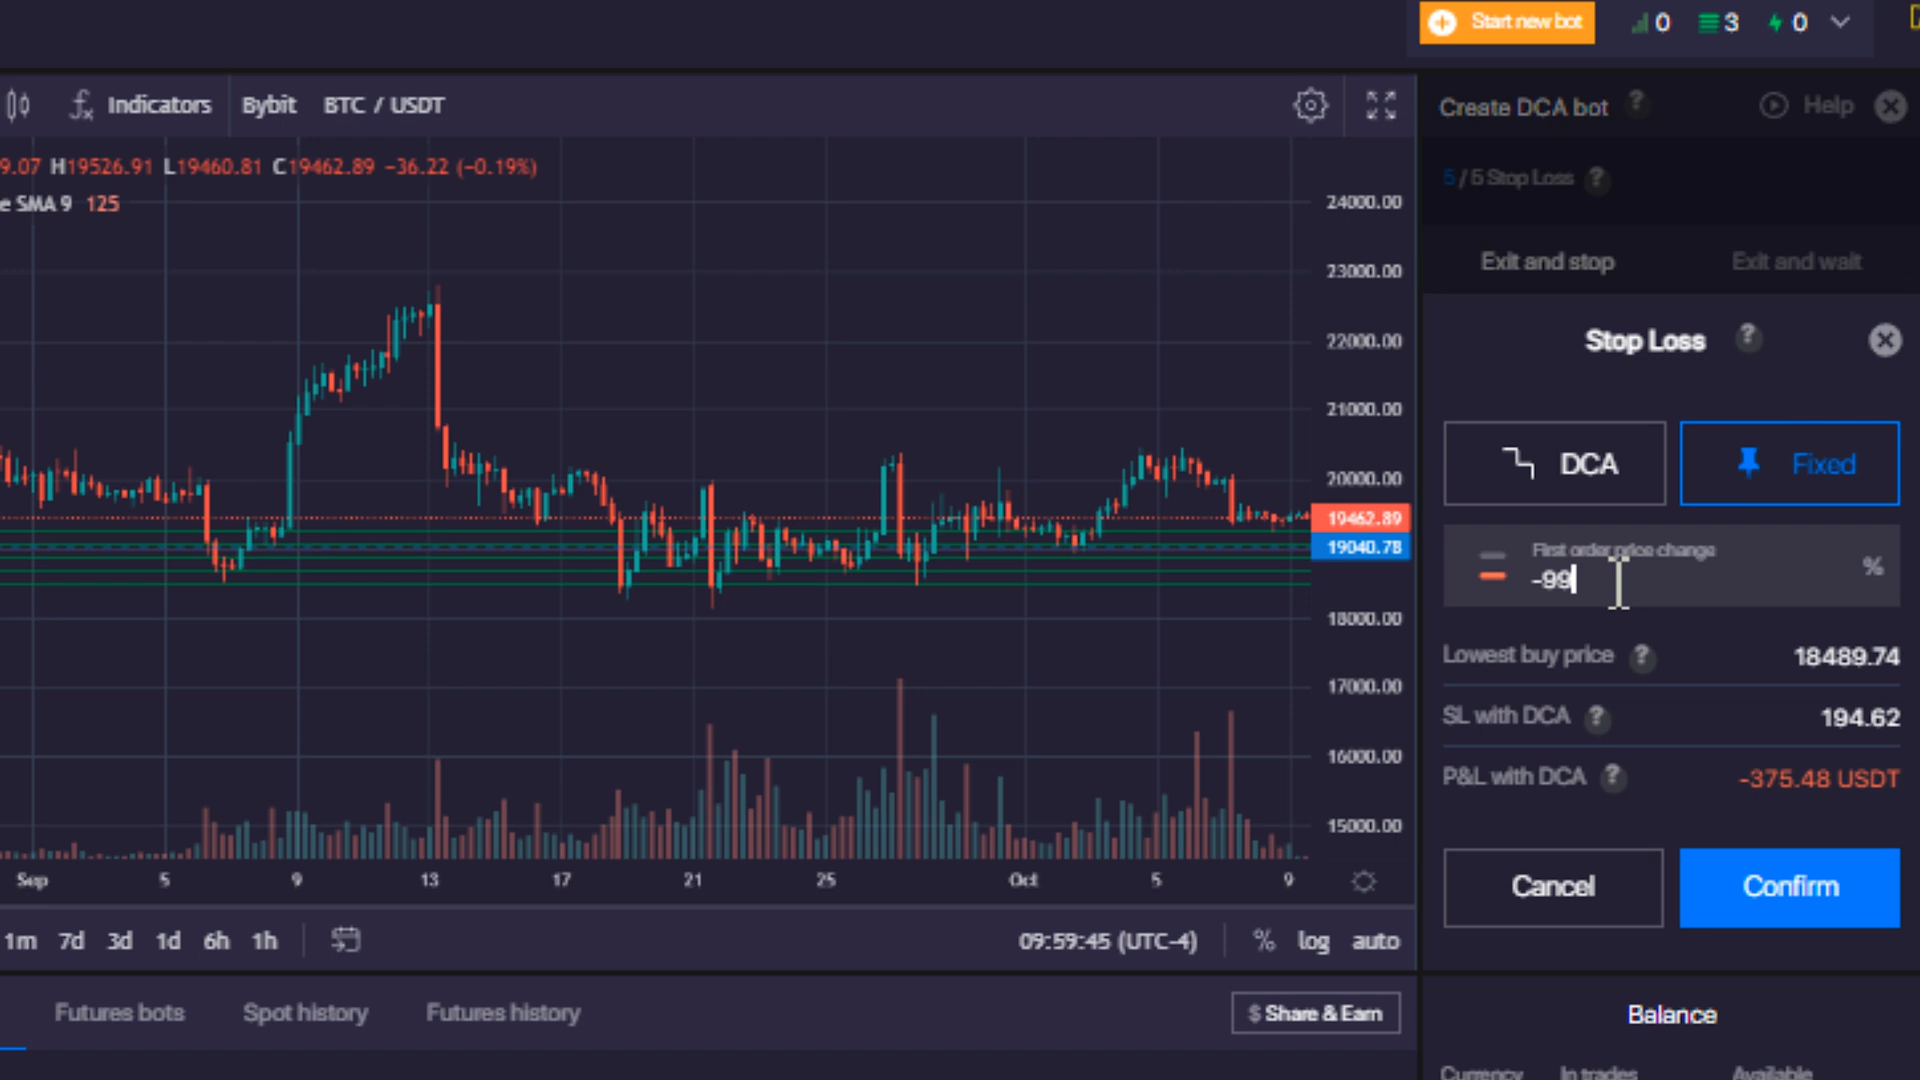 Start new bot 0 3 0
Indicators Bybit BTC / USDT
Create DCA bot ? Help
9.07 H19526.91 L19460.81 C19462.89 −36.22 (−0.19%)
e SMA 9 125
5 / 5 Stop Loss ?
Exit and stop Exit and wait
Stop Loss ?
DCA Fixed
First order price change
-99 %
Lowest buy price ? 18489.74
SL with DCA ? 194.62
P&L with DCA ? -375.48 USDT
Cancel Confirm
24000.00
23000.00
22000.00
21000.00
20000.00
19462.89
19040.78
18000.00
17000.00
16000.00
15000.00
Sep 5 9 13 17 21 25 Oct 5 9
1m 7d 3d 1d 6h 1h 09:59:45 (UTC-4) % log auto
Futures bots Spot history Futures history $ Share & Earn
Balance
Currency In trades Available